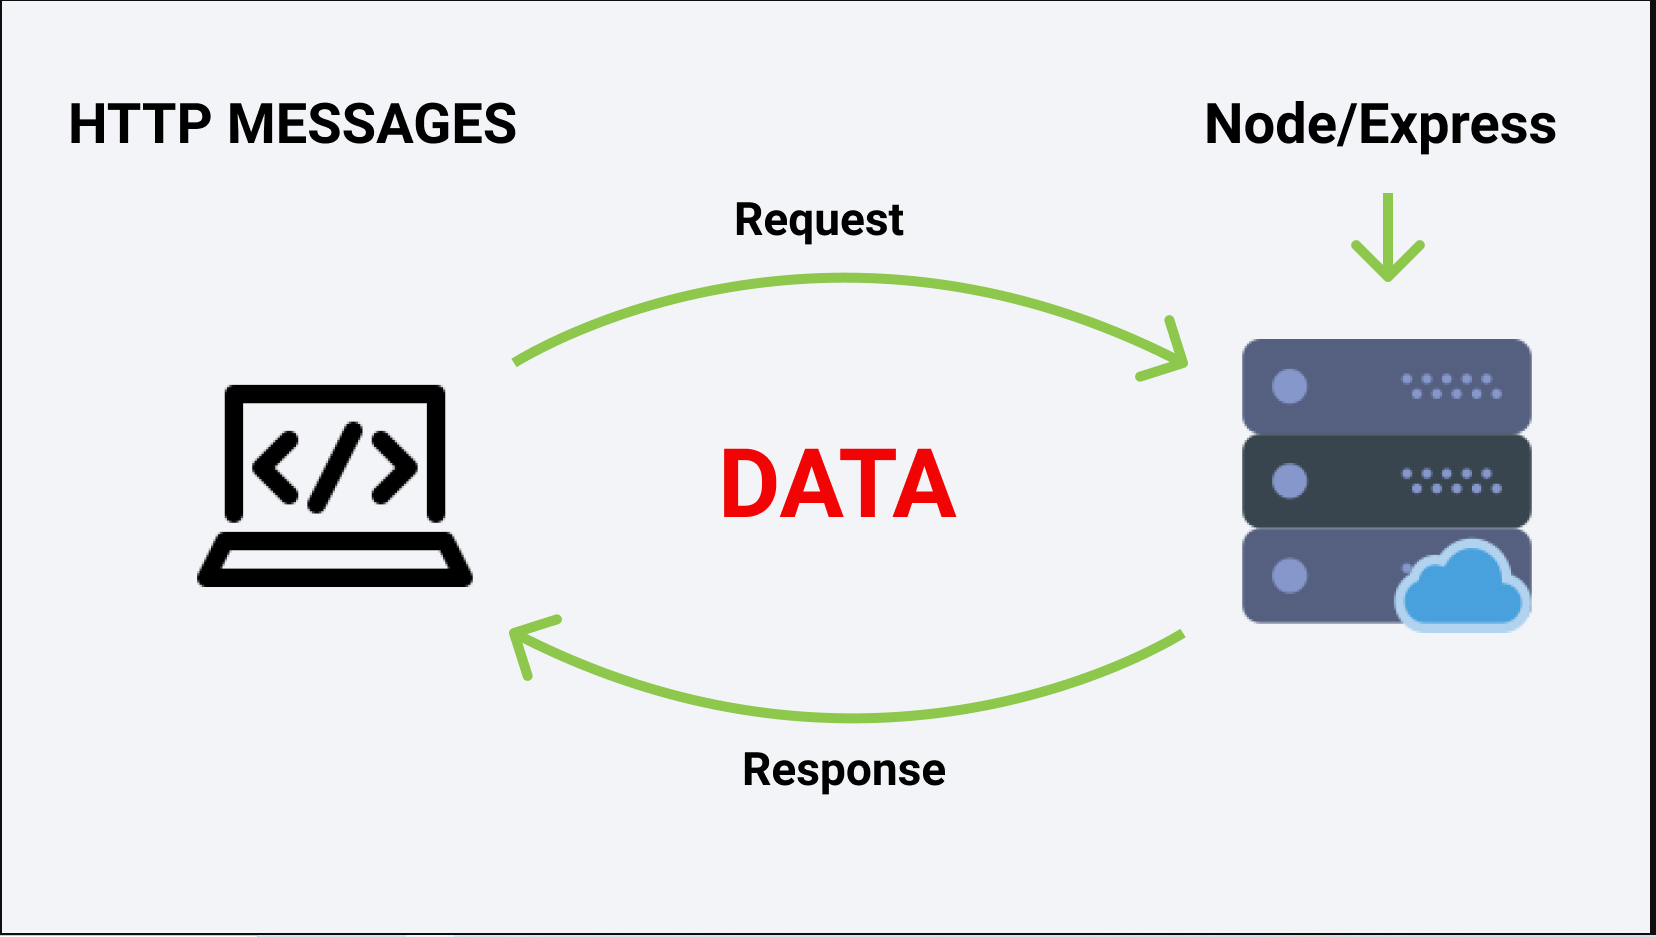 HTTP MESSAGES
Node/Express
Request
</>
DATA
Response